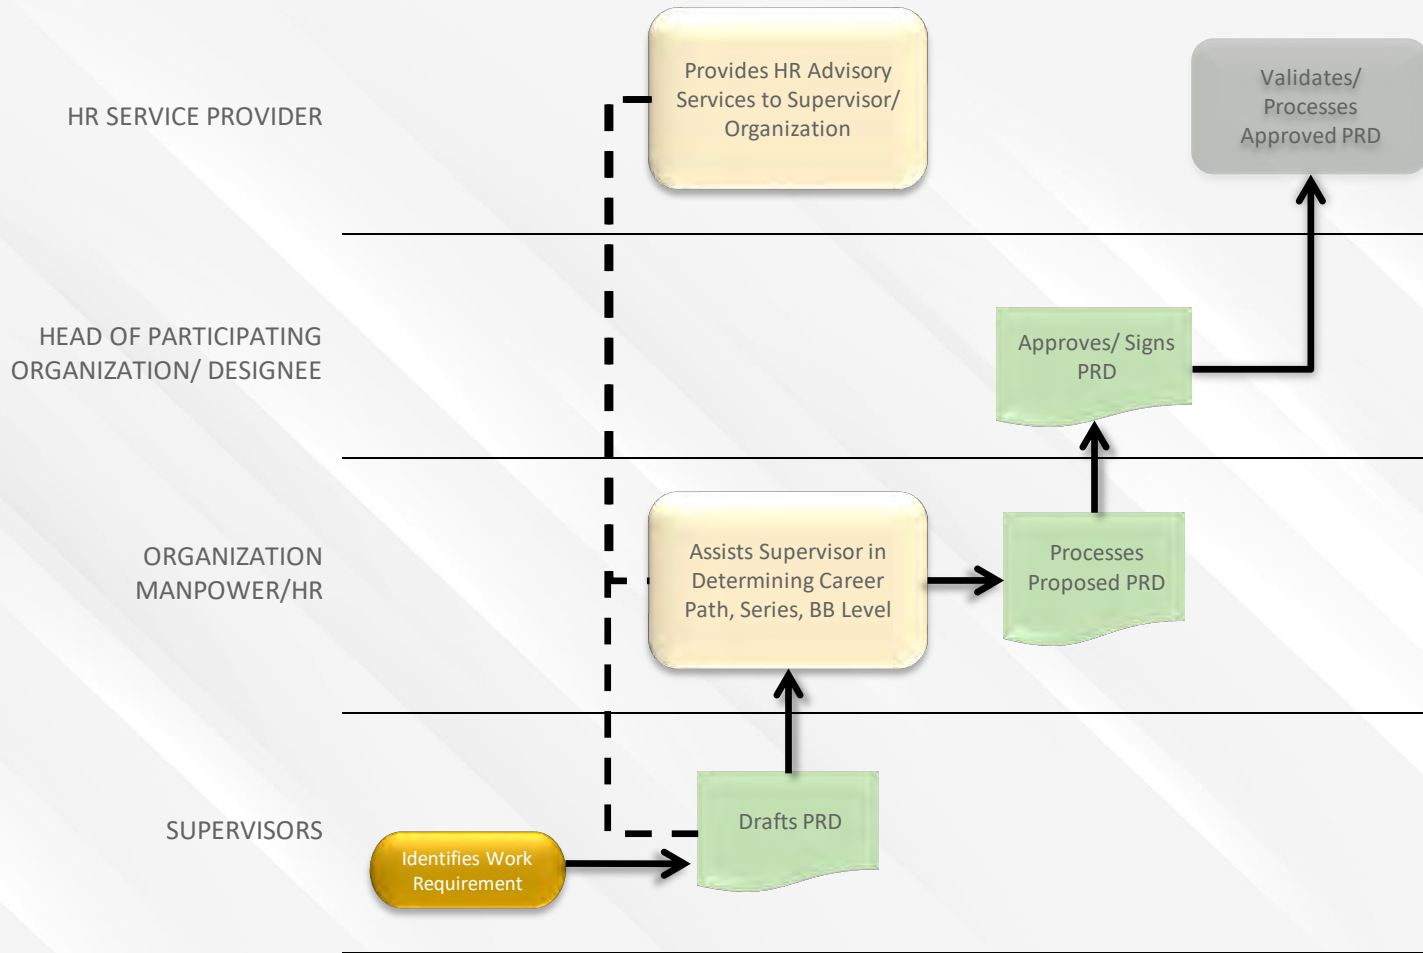 HR SERVICE PROVIDER
Provides HR Advisory
Services to Supervisor/
Organization
Validates/
Processes
Approved PRD
HEAD OF PARTICIPATING
ORGANIZATION/ DESIGNEE
Approves/ Signs
PRD
ORGANIZATION
MANPOWER/HR
Assists Supervisor in
Determining Career
Path, Series, BB Level
Processes
Proposed PRD
SUPERVISORS
Identifies Work
Requirement
Drafts PRD